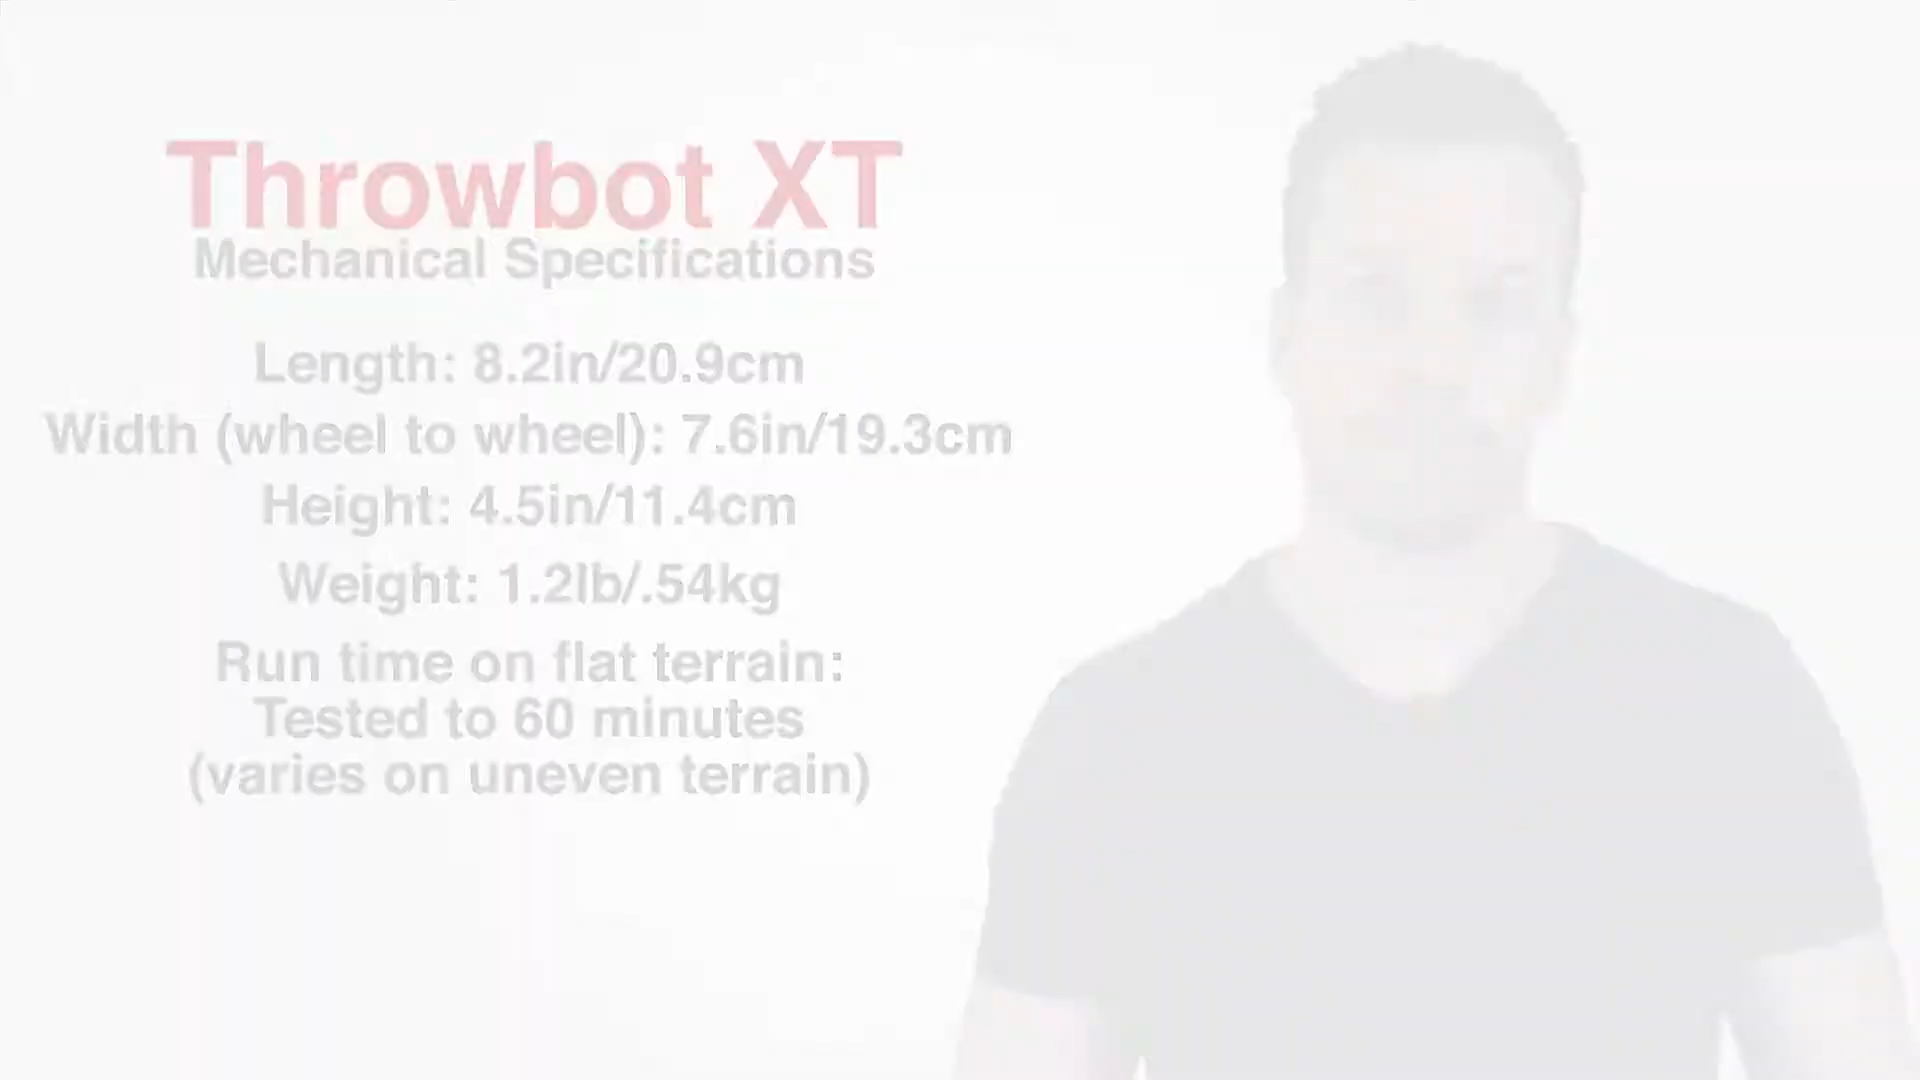 Throwbot XT
Mechanical Specifications
Length: 8.2in/20.9cm
Width (wheel to wheel): 7.6in/19.3cm
Height: 4.5in/11.4cm
Weight: 1.2lb/.54kg
Run time on flat terrain:
Tested to 60 minutes
(varies on uneven terrain)